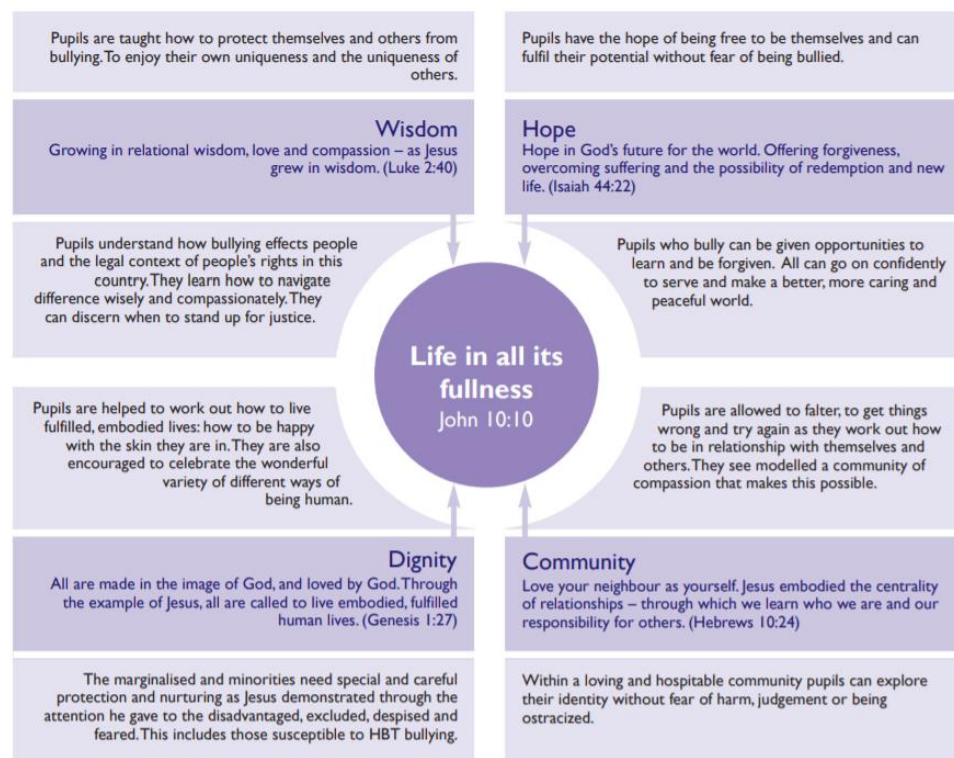 Pupils are taught how to protect themselves and others from
bullying. To enjoy their own uniqueness and the uniqueness of
others.
Wisdom
Growing in relational wisdom, love and compassion – as Jesus
grew in wisdom. (Luke 2:40)
Pupils understand how bullying effects people
and the legal context of people's rights in this
country. They learn how to navigate
difference wisely and compassionately. They
can discern when to stand up for justice.
Pupils have the hope of being free to be themselves and can
fulfil their potential without fear of being bullied.
Hope
Hope in God's future for the world. Offering forgiveness,
overcoming suffering and the possibility of redemption and new
life. (Isaiah 44:22)
Pupils who bully can be given opportunities to
learn and be forgiven. All can go on confidently
to serve and make a better, more caring and
peaceful world.
Life in all its
fullness
John 10:10
Pupils are helped to work out how to live
fulfilled, embodied lives: how to be happy
with the skin they are in. They are also
encouraged to celebrate the wonderful
variety of different ways of
being human.
Dignity
All are made in the image of God, and loved by God. Through
the example of Jesus, all are called to live embodied, fulfilled
human lives. (Genesis 1:27)
The marginalised and minorities need special and careful
protection and nurturing as Jesus demonstrated through the
attention he gave to the disadvantaged, excluded, despised and
feared. This includes those susceptible to HBT bullying.
Pupils are allowed to falter, to get things
wrong and try again as they work out how
to be in relationship with themselves and
others. They see modelled a community of
compassion that makes this possible.
Community
Love your neighbour as yourself. Jesus embodied the centrality
of relationships – through which we learn who we are and our
responsibility for others. (Hebrews 10:24)
Within a loving and hospitable community pupils can explore
their identity without fear of harm, judgement or being
ostracized.